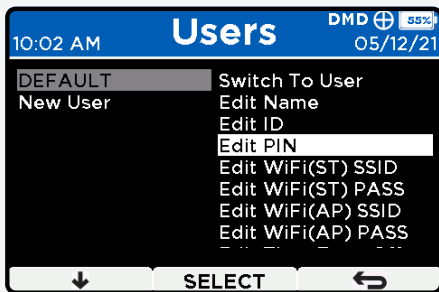 10:02 AM
Users
DMD 55%
05/12/21
DEFAULT
New User
Switch To User
Edit Name
Edit ID
Edit PIN
Edit WiFi(ST) SSID
Edit WiFi(ST) PASS
Edit WiFi(AP) SSID
Edit WiFi(AP) PASS
SELECT